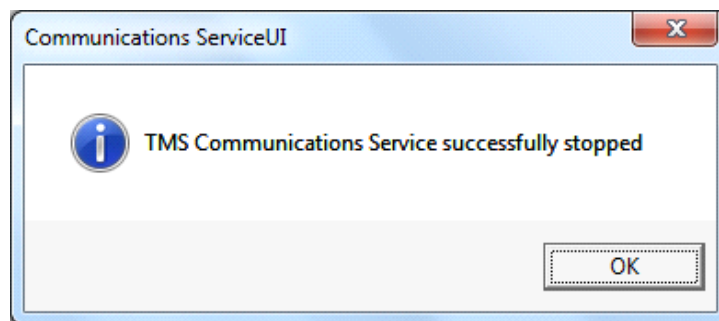 Communications ServiceUI
TMS Communications Service successfully stopped
OK